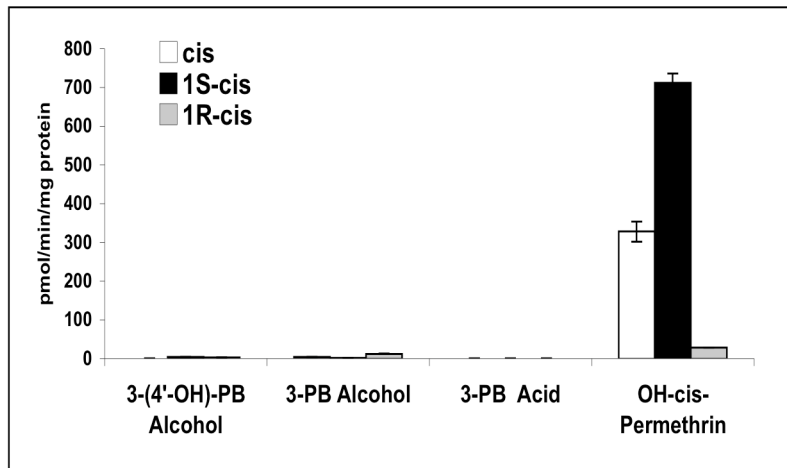 800
700
600
500
400
300
200
100
0
pmol/min/mg protein
cis
1S-cis
1R-cis
3-(4'-OH)-PB
Alcohol
3-PB Alcohol
3-PB Acid
OH-cis-
Permethrin